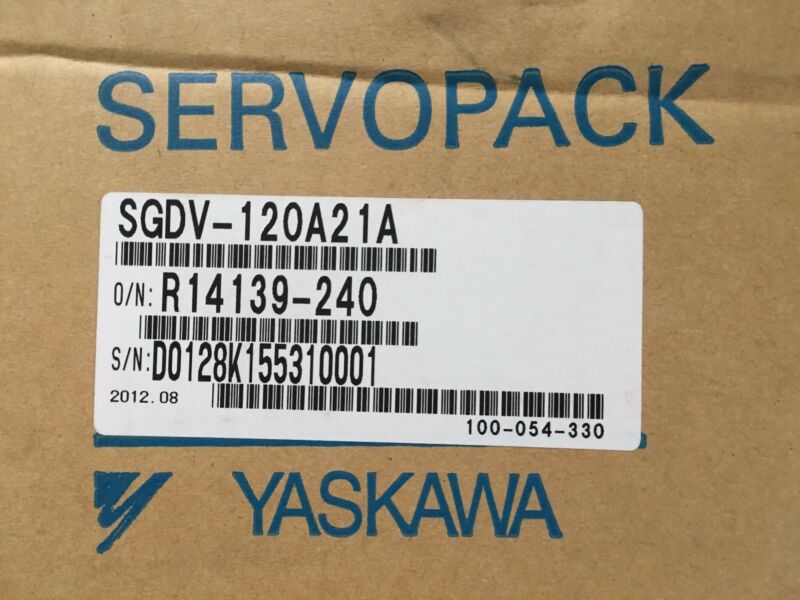 SERVOPACK
SGDV-120A21A
O/N: R14139-240
S/N: D0128K155310001
2012.08
100-054-330
YASKAWA